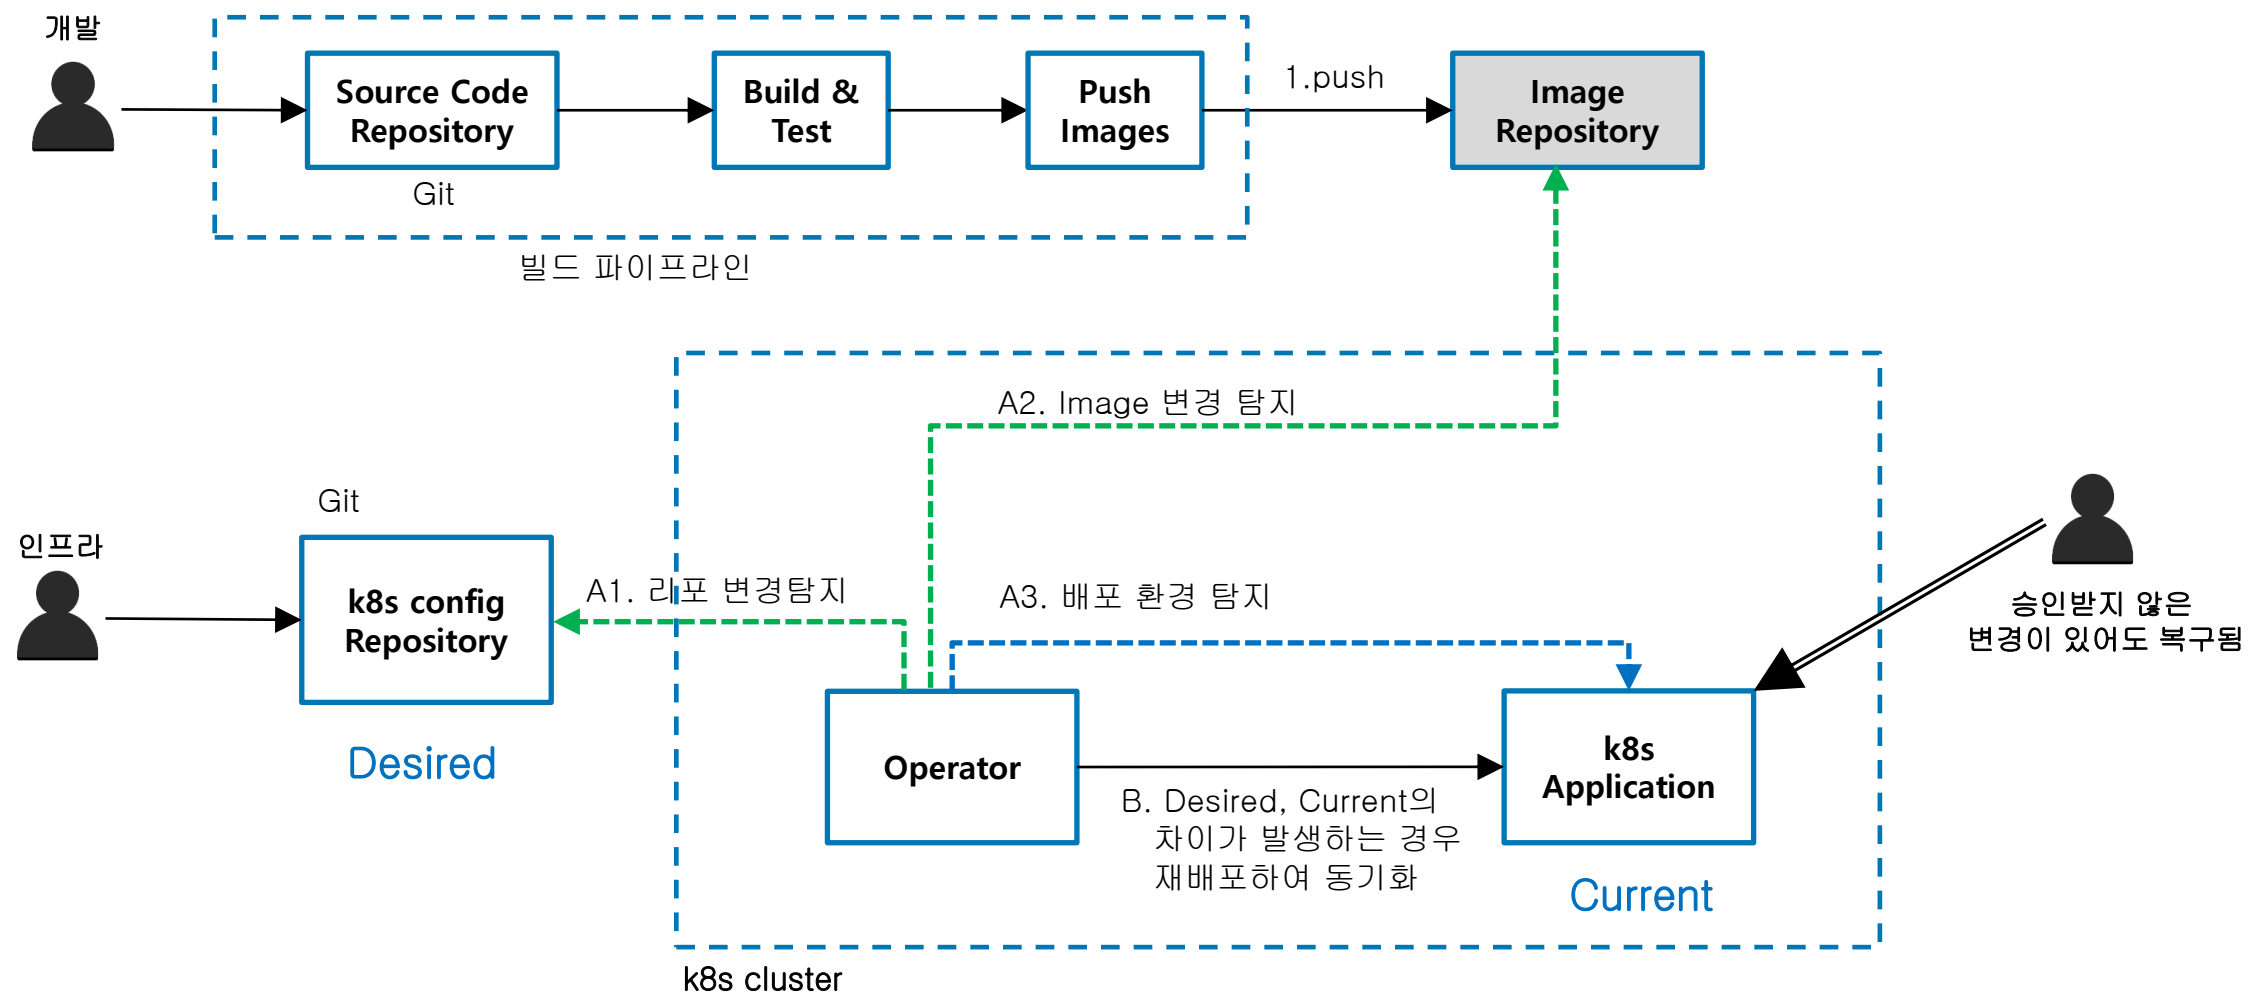 개발
Source Code
Repository
Build &
Test
Push
Images
1.push
Image
Repository
Git
빌드 파이프라인
A2. Image 변경 탐지
Git
인프라
k8s config
Repository
A1. 리포 변경탐지
A3. 배포 환경 탐지
승인받지 않은
변경이 있어도 복구됨
Desired
Operator
k8s
Application
B. Desired, Current의
차이가 발생하는 경우
재배포하여 동기화
Current
k8s cluster